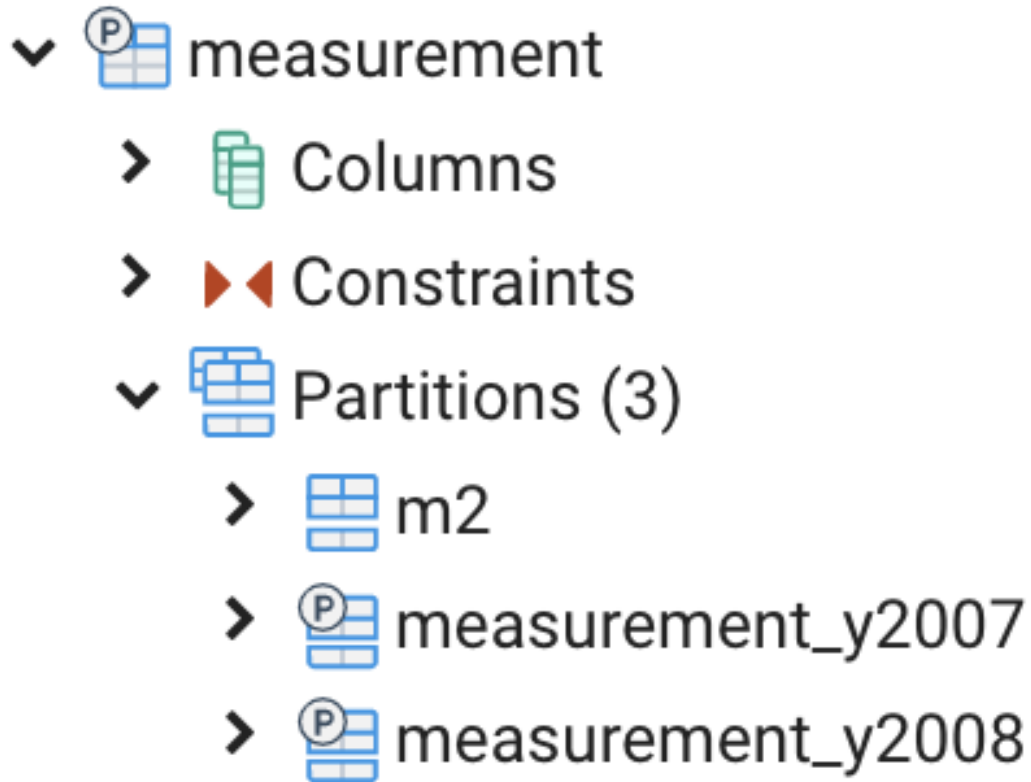 P measurement
Columns
Constraints
Partitions (3)
m2
P measurement_y2007
P measurement_y2008